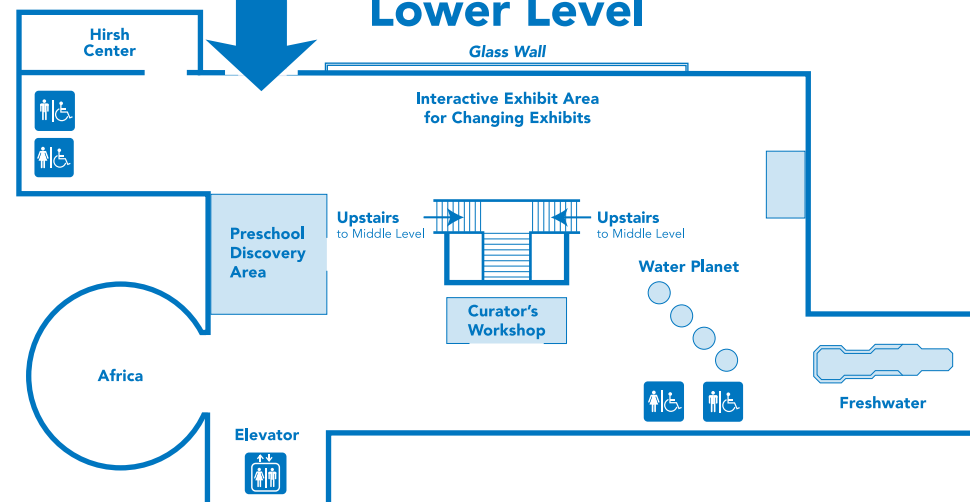 Lower Level
Hirsh
Center
Glass Wall
Interactive Exhibit Area
for Changing Exhibits
Upstairs
to Middle Level
Upstairs
to Middle Level
Preschool
Discovery
Area
Water Planet
Curator's
Workshop
Africa
Freshwater
Elevator